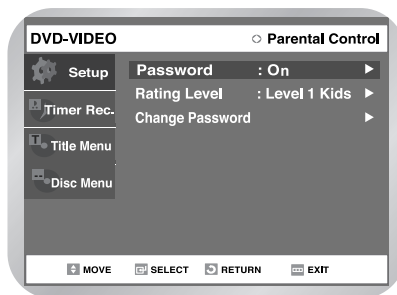 DVD-VIDEO Parental Control
Setup
Password : On
Rating Level : Level 1 Kids
Timer Rec.
Change Password
Title Menu
Disc Menu
MOVE SELECT RETURN EXIT